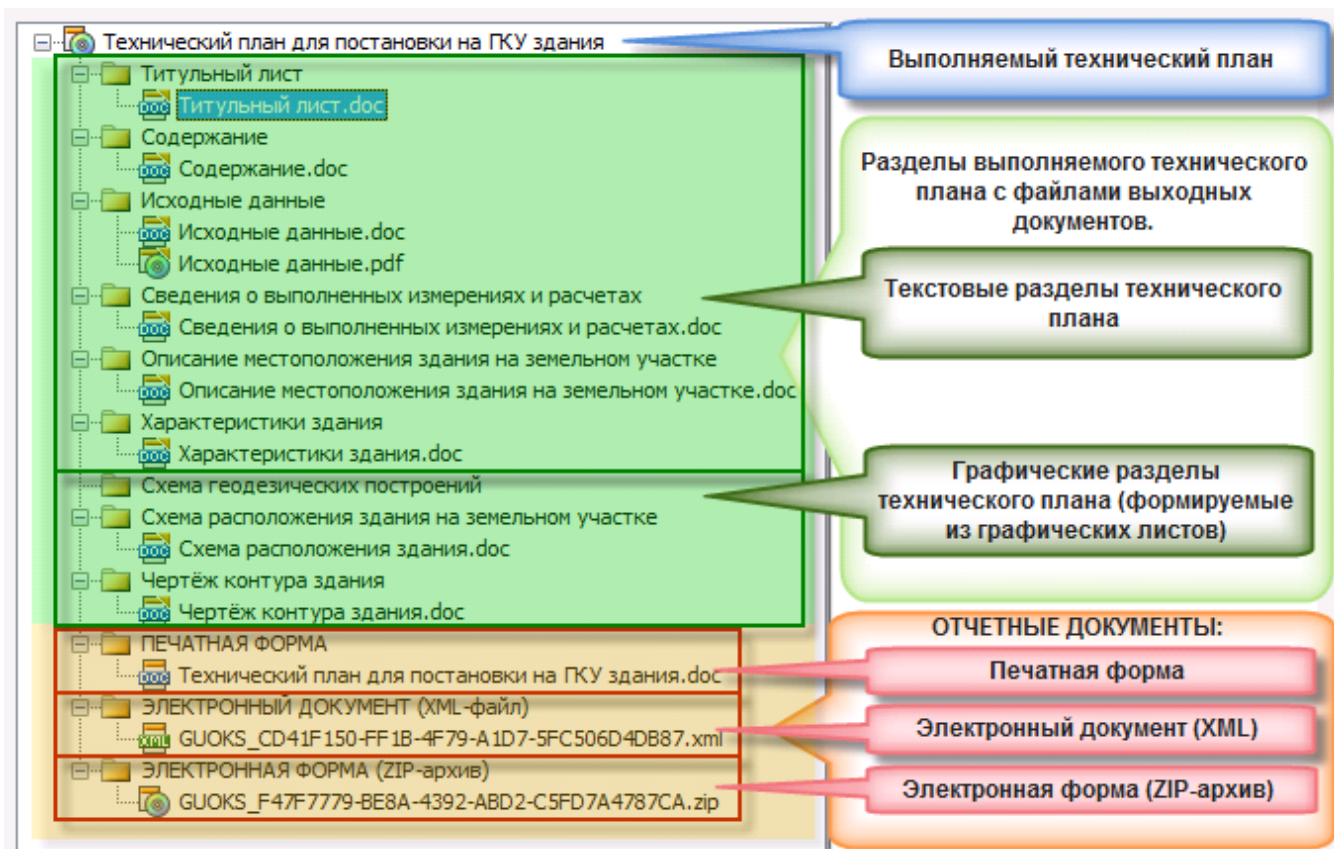 Технический план для постановки на ГКУ здания
Титульный лист
Титульный лист.doc
Содержание
Содержание.doc
Исходные данные
Исходные данные.doc
Исходные данные.pdf
Сведения о выполненных измерениях и расчетах
Сведения о выполненных измерениях и расчетах.doc
Описание местоположения здания на земельном участке
Описание местоположения здания на земельном участке.doc
Характеристики здания
Характеристики здания.doc
Схема геодезических построений
Схема расположения здания на земельном участке
Схема расположения здания.doc
Чертёж контура здания
Чертёж контура здания.doc
ПЕЧАТНАЯ ФОРМА
Технический план для постановки на ГКУ здания.doc
ЭЛЕКТРОННЫЙ ДОКУМЕНТ (XML-файл)
GUOKS_CD41F150-FF1B-4F79-A1D7-5FC506D4DB87.xml
ЭЛЕКТРОННАЯ ФОРМА (ZIP-архив)
GUOKS_F47F7779-BE8A-4392-ABD2-C5FD7A4787CA.zip
Выполняемый технический план
Разделы выполняемого технического
плана с файлами выходных
документов.
Текстовые разделы технического
плана
Графические разделы
технического плана (формируемые
из графических листов)
ОТЧЕТНЫЕ ДОКУМЕНТЫ:
Печатная форма
Электронный документ (XML)
Электронная форма (ZIP-архив)